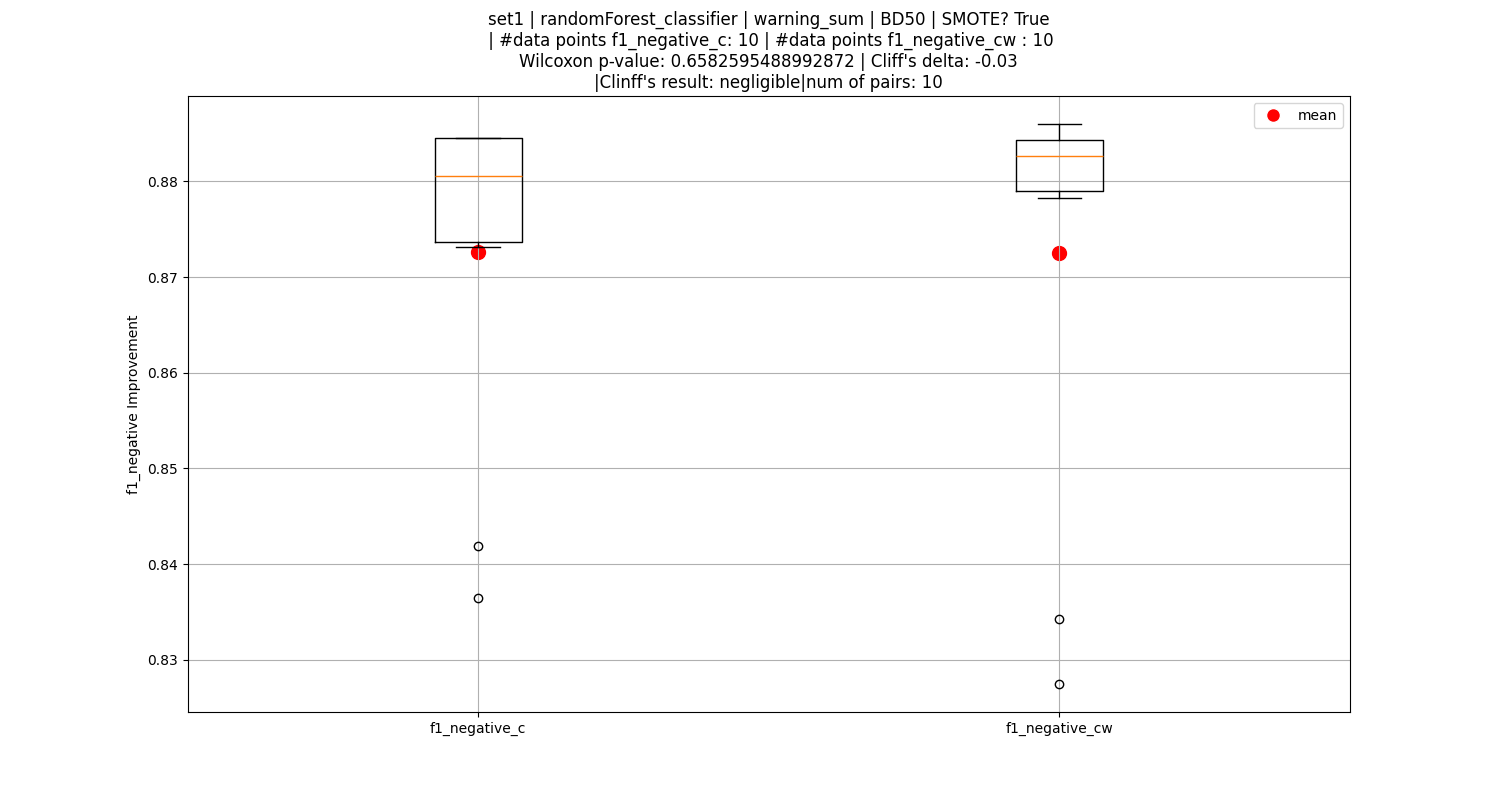 set1 | randomForest_classifier | warning_sum | BD50 | SMOTE? True
| #data points f1_negative_c: 10 | #data points f1_negative_cw : 10
Wilcoxon p-value: 0.6582595488992872 | Cliff's delta: -0.03
|Clinff's result: negligible|num of pairs: 10
mean
0.88
0.87
0.86
0.85
0.84
0.83
f1_negative Improvement
f1_negative_c
f1_negative_cw